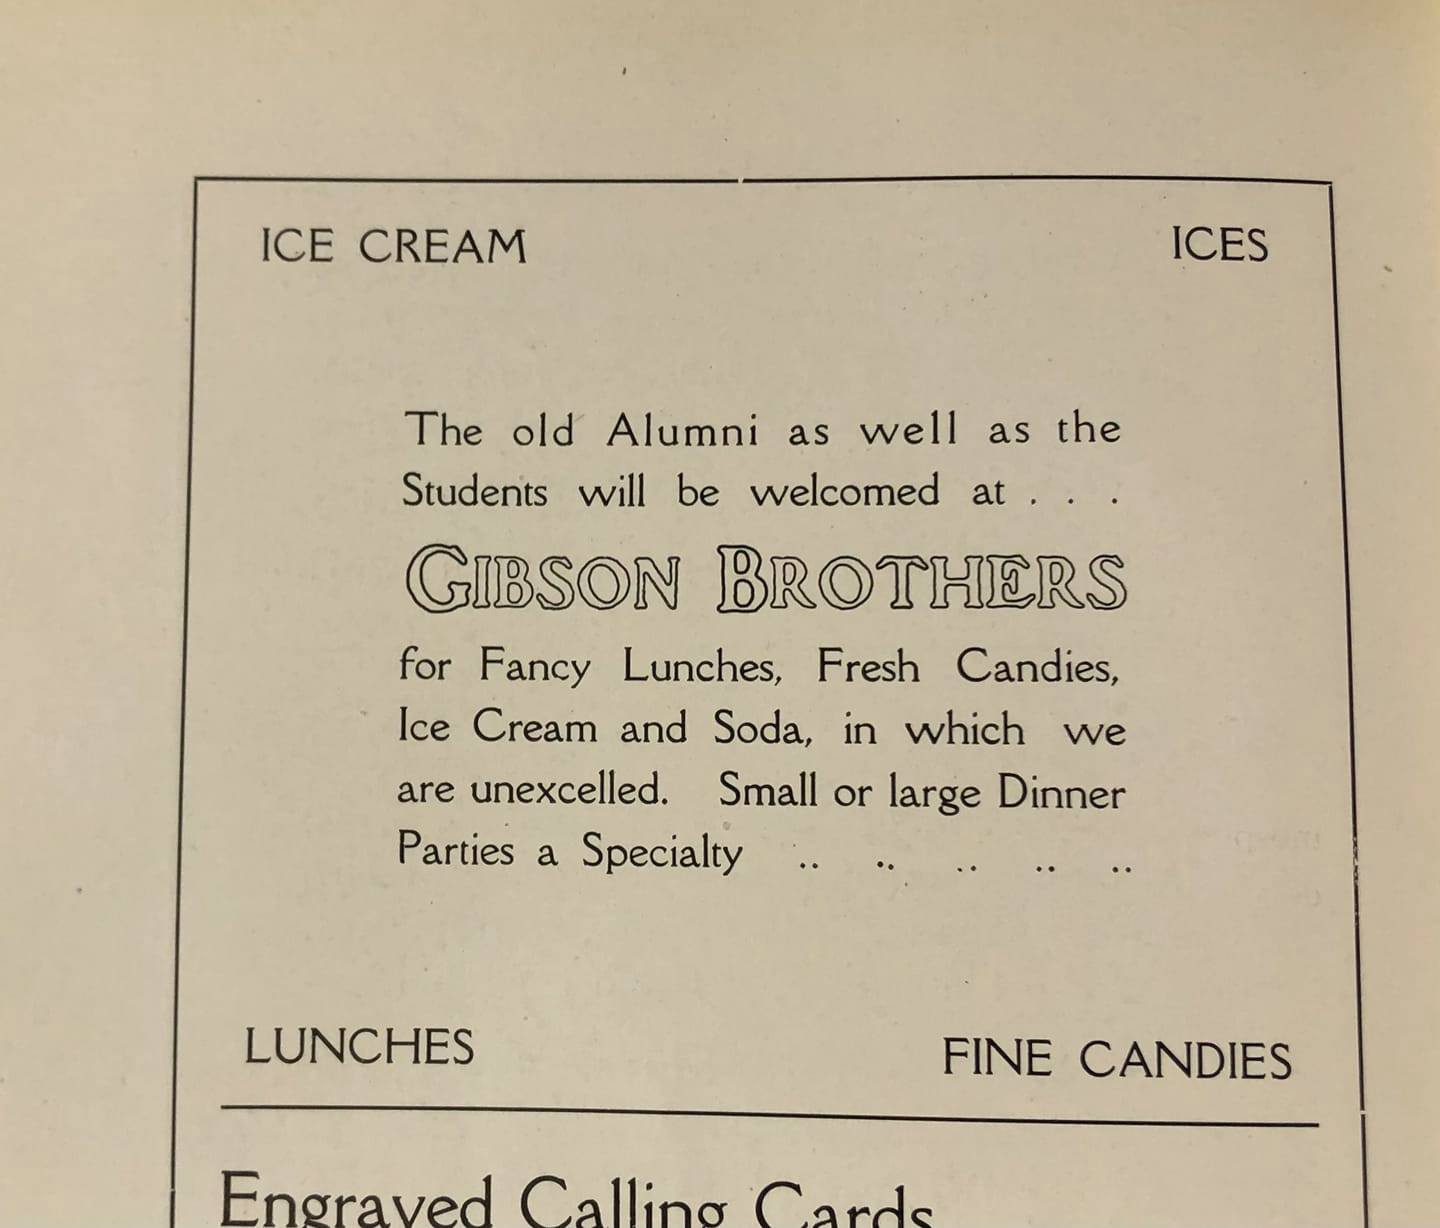 ICE CREAM ICES
The old Alumni as well as the
Students will be welcomed at . . .
GIBSON BROTHERS
for Fancy Lunches, Fresh Candies,
Ice Cream and Soda, in which we
are unexcelled. Small or large Dinner
Parties a Specialty .. .. .. .. ..
LUNCHES FINE CANDIES
Engraved Calling Cards